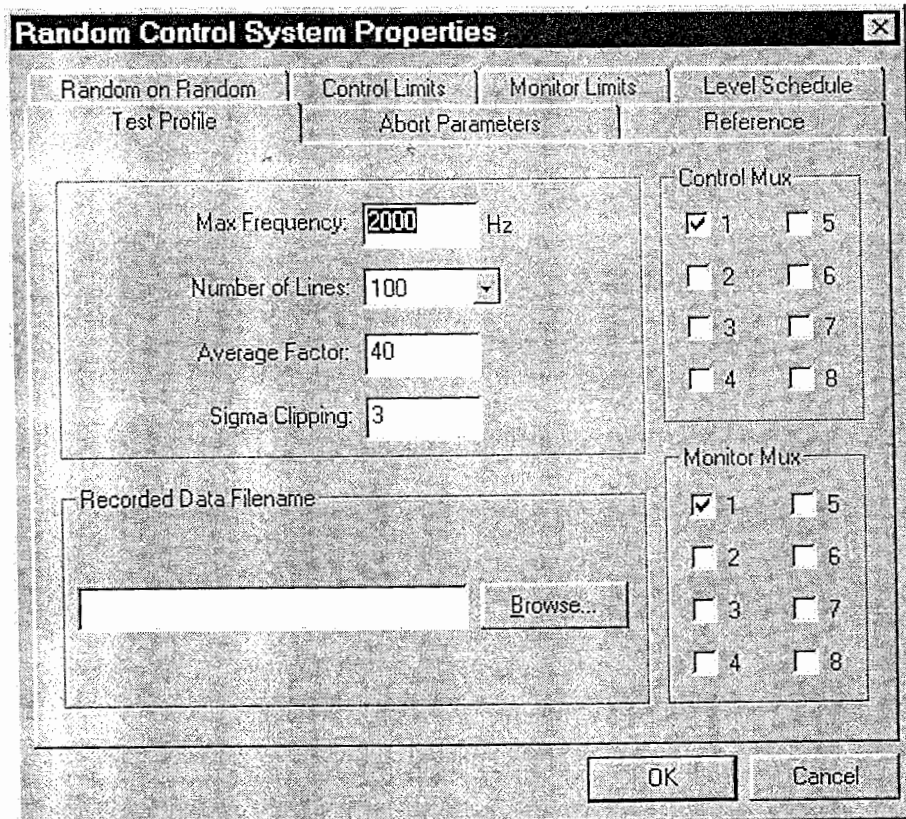 Random Control System Properties
Random on Random Control Limits Monitor Limits Level Schedule
Test Profile Abort Parameters Reference
Max Frequency: 2000 Hz
Number of Lines: 100
Average Factor: 40
Sigma Clipping: 3
Control Mux
1 5
2 6
3 7
4 8
Recorded Data Filename
Browse...
Monitor Mux
1 5
2 6
3 7
4 8
OK Cancel